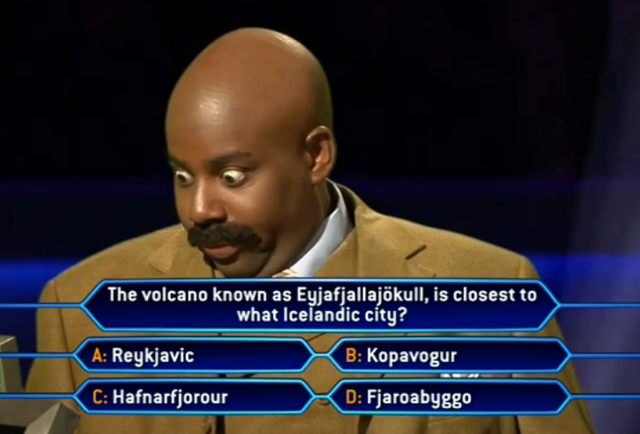 The volcano known as Eyjafjallajökull, is closest to
what Icelandic city?
A: Reykjavic
B: Kopavogur
C: Hafnarfjorour
D: Fjaroabyggo